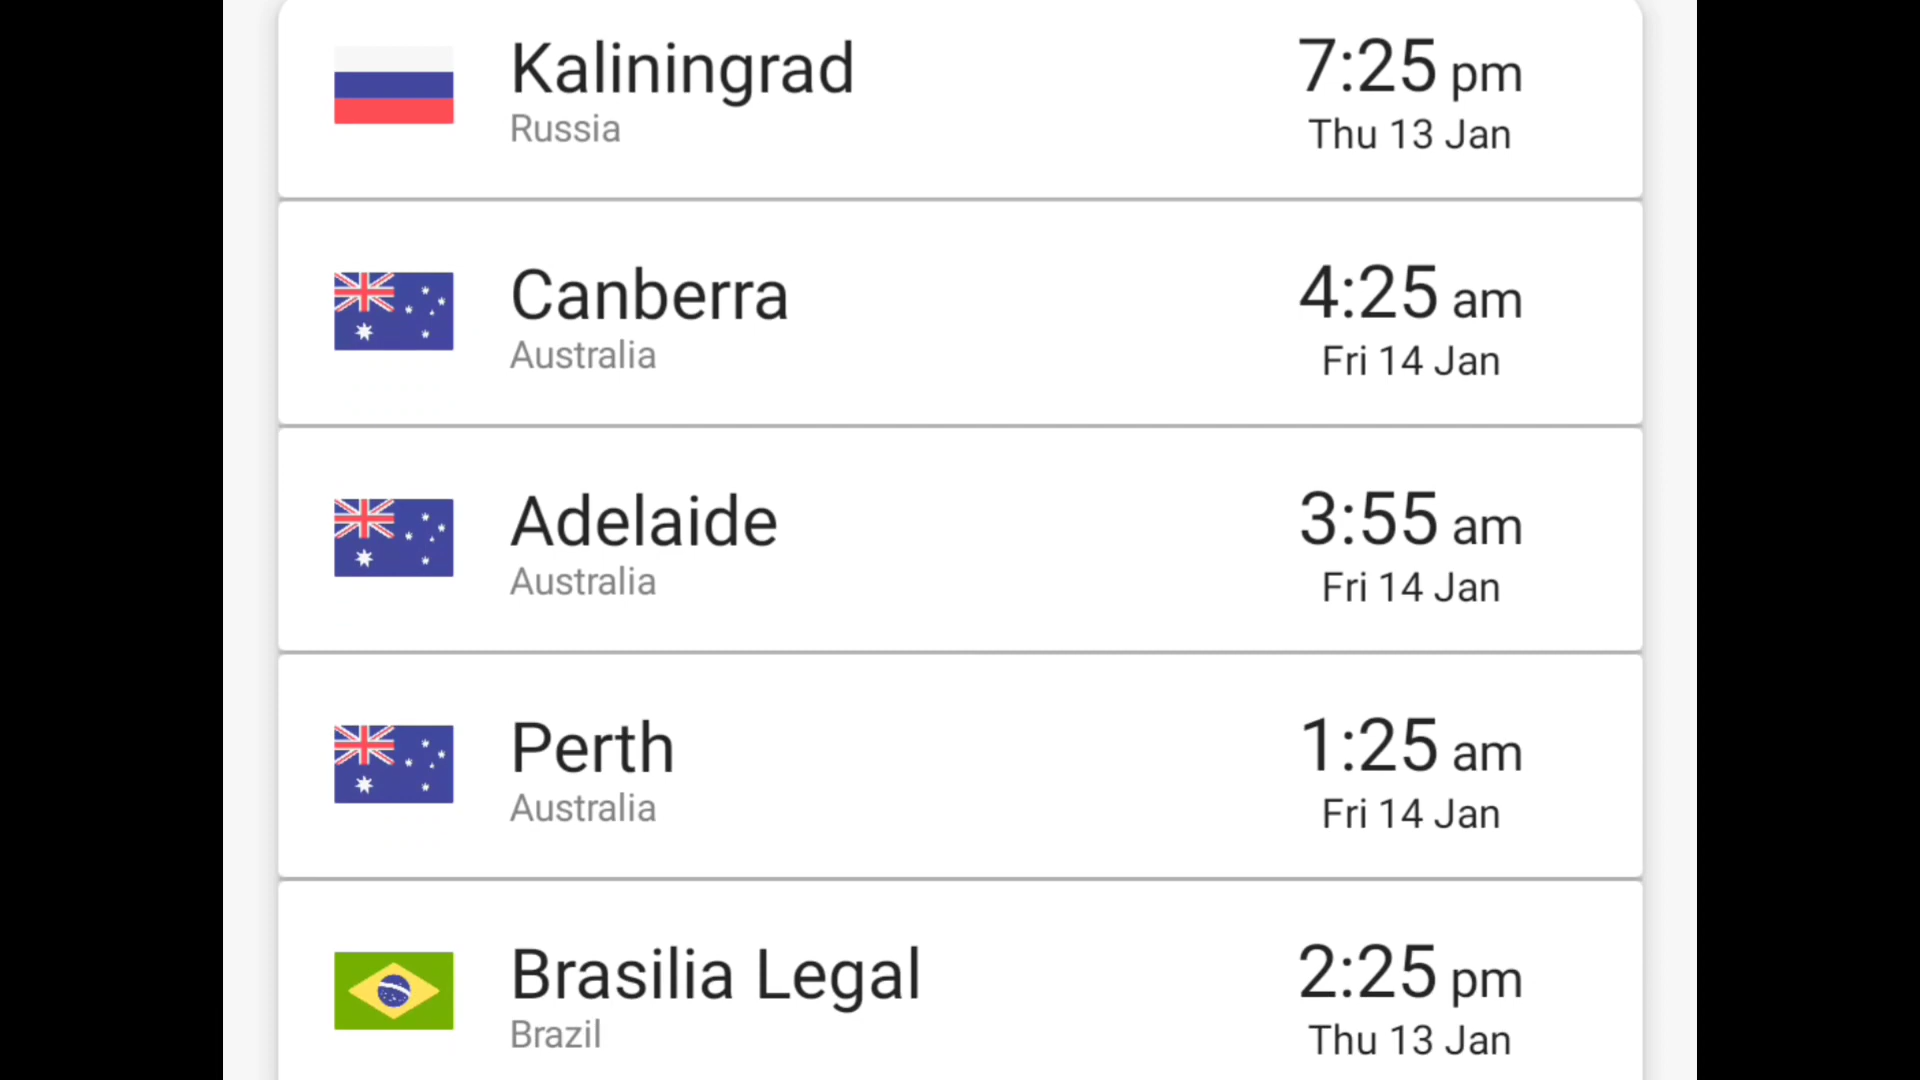 Kaliningrad
7:25 pm
Russia
Thu 13 Jan
Canberra
4:25 am
Australia
Fri 14 Jan
Adelaide
3:55 am
Australia
Fri 14 Jan
Perth
1:25 am
Australia
Fri 14 Jan
Brasilia Legal
2:25 pm
Brazil
Thu 13 Jan